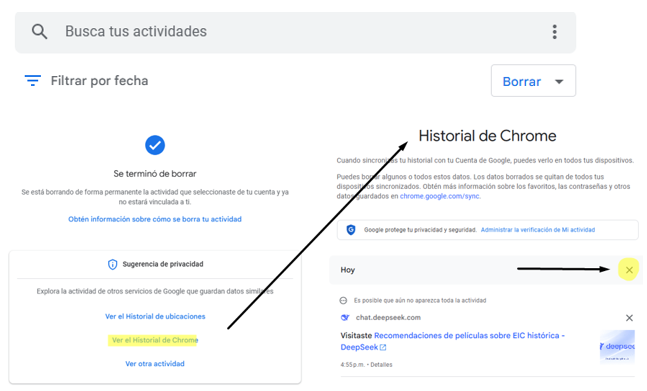 Busca tus actividades
Filtrar por fecha
Borrar
Se terminó de borrar
Se está borrando de forma permanente la actividad que seleccionaste de tu cuenta y ya
no estará vinculada a ti.
Obtén información sobre cómo se borra tu actividad
Sugerencia de privacidad
Explora la actividad de otros servicios de Google que guardan datos similares
Ver el Historial de ubicaciones
Ver el Historial de Chrome
Ver otra actividad
Historial de Chrome
Cuando sincronizas tu historial con tu Cuenta de Google, puedes verlo en todos tus dispositivos.
Puedes borrar algunos o todos estos datos. Los datos borrados se quitan de todos tus
dispositivos sincronizados. Obtén más información sobre los favoritos, las contraseñas y otros
datos guardados en chrome.google.com/sync.
Google protege tu privacidad y seguridad. Administrar la verificación de Mi actividad
Hoy
Es posible que aún no aparezca toda la actividad
chat.deepseek.com
Visitaste Recomendaciones de películas sobre EIC histórica -
DeepSeek
4:55 p.m. • Detalles